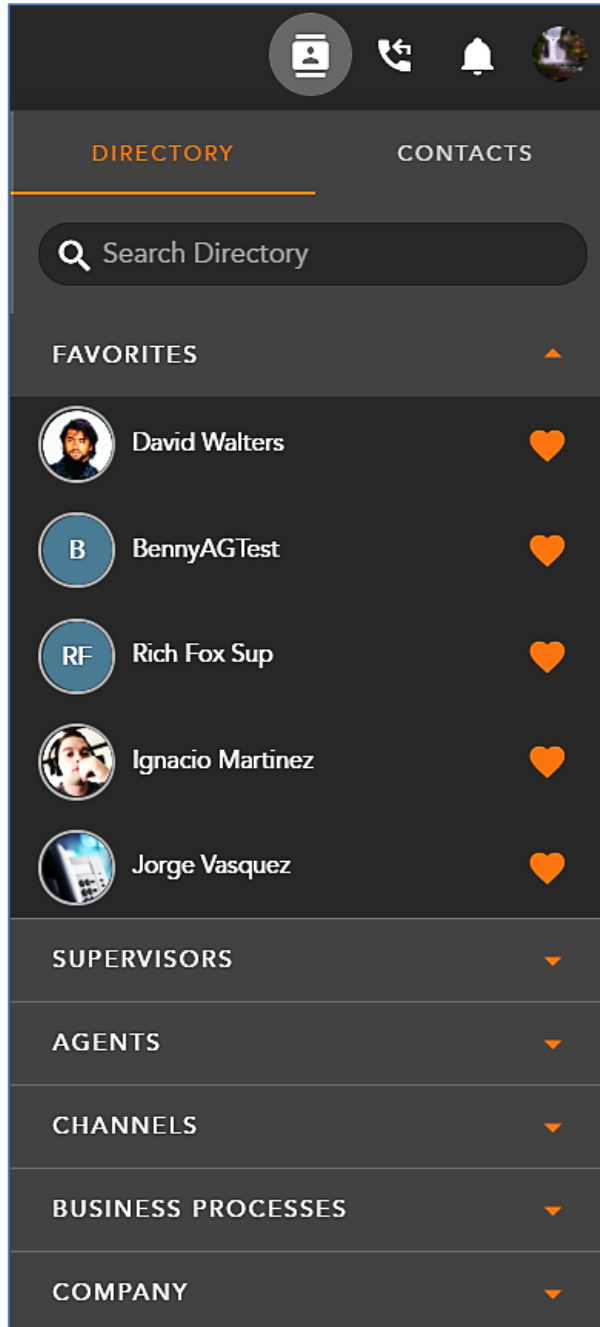 DIRECTORY CONTACTS
Search Directory
FAVORITES
David Walters
B BennyAGTest
RF Rich Fox Sup
Ignacio Martinez
Jorge Vasquez
SUPERVISORS
AGENTS
CHANNELS
BUSINESS PROCESSES
COMPANY